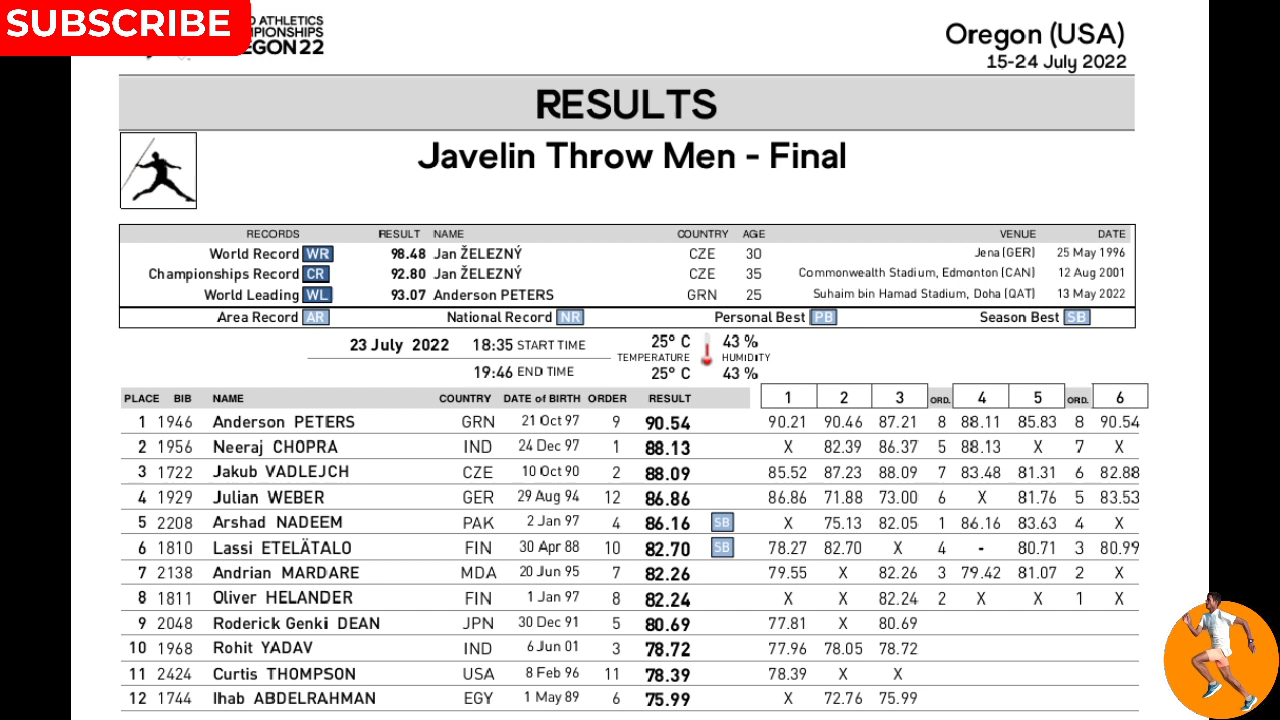 SUBSCRIBE
ATHLETICS
EGON22
Oregon (USA)
15-24 July 2022
RESULTS
Javelin Throw Men - Final
RECORDS RESULT NAME COUNTRY AGE VENUE DATE
World Record WR 98.48 Jan ŽELEZNÝ CZE 30 Jena (GER) 25 May 1996
Championships Record CR 92.80 Jan ŽELEZNÝ CZE 35 Commonwealth Stadium, Edmonton (CAN) 12 Aug 2001
World Leading WL 93.07 Anderson PETERS GRN 25 Suhaim bin Hamad Stadium, Doha (QAT) 13 May 2022
Area Record AR National Record NR Personal Best PB Season Best SB
23 July 2022 18:35 START TIME 25° C 43 %
TEMPERATURE HUMIDITY
19:46 END TIME 25° C 43 %
PLACE BIB NAME COUNTRY DATE of BIRTH ORDER RESULT 1 2 3 ORD. 4 5 ORD. 6
1 1946 Anderson PETERS GRN 21 Oct 97 9 90.54 90.21 90.46 87.21 8 88.11 85.83 8 90.54
2 1956 Neeraj CHOPRA IND 24 Dec 97 1 88.13 X 82.39 86.37 5 88.13 X 7 X
3 1722 Jakub VADLEJCH CZE 10 Oct 90 2 88.09 85.52 87.23 88.09 7 83.48 81.31 6 82.88
4 1929 Julian WEBER GER 29 Aug 94 12 86.86 86.86 71.88 73.00 6 X 81.76 5 83.53
5 2208 Arshad NADEEM PAK 2 Jan 97 4 86.16 SB X 75.13 82.05 1 86.16 83.63 4 X
6 1810 Lassi ETELÄTALO FIN 30 Apr 88 10 82.70 SB 78.27 82.70 X 4 - 80.71 3 80.99
7 2138 Andrian MARDARE MDA 20 Jun 95 7 82.26 79.55 X 82.26 3 79.42 81.07 2 X
8 1811 Oliver HELANDER FIN 1 Jan 97 8 82.24 X X 82.24 2 X X 1 X
9 2048 Roderick Genki DEAN JPN 30 Dec 91 5 80.69 77.81 X 80.69
10 1968 Rohit YADAV IND 6 Jun 01 3 78.72 77.96 78.05 78.72
11 2424 Curtis THOMPSON USA 8 Feb 96 11 78.39 78.39 X X
12 1744 Ihab ABDELRAHMAN EGY 1 May 89 6 75.99 X 72.76 75.99